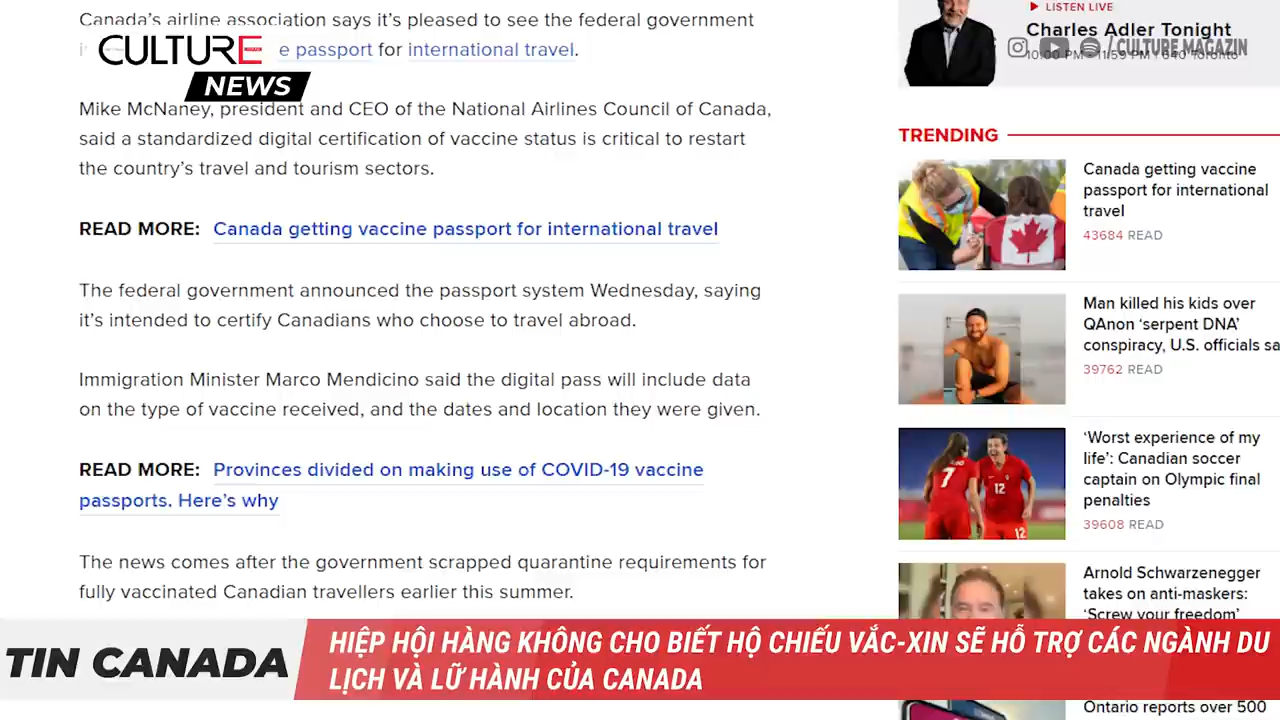 Canada's airline association says it's pleased to see the federal government
e passport for international travel.
CULTURE
NEWS
Mike McNaney, president and CEO of the National Airlines Council of Canada,
said a standardized digital certification of vaccine status is critical to restart
the country's travel and tourism sectors.
READ MORE: Canada getting vaccine passport for international travel
The federal government announced the passport system Wednesday, saying
it's intended to certify Canadians who choose to travel abroad.
Immigration Minister Marco Mendicino said the digital pass will include data
on the type of vaccine received, and the dates and location they were given.
READ MORE: Provinces divided on making use of COVID-19 vaccine
passports. Here's why
The news comes after the government scrapped quarantine requirements for
fully vaccinated Canadian travellers earlier this summer.
LISTEN LIVE
Charles Adler Tonight
10:00 PM - 11:59 PM | 640 Toronto
/CULTURE MAGAZIN
TRENDING
Canada getting vaccine
passport for international
travel
43684 READ
Man killed his kids over
QAnon ‘serpent DNA’
conspiracy, U.S. officials sa
39762 READ
‘Worst experience of my
life’: Canadian soccer
captain on Olympic final
penalties
39608 READ
7
12
12
Arnold Schwarzenegger
takes on anti-maskers:
‘Screw your freedom’
Ontario reports over 500
TIN CANADA
HIỆP HỘI HÀNG KHÔNG CHO BIẾT HỘ CHIẾU VẮC-XIN SẼ HỖ TRỢ CÁC NGÀNH DU
LỊCH VÀ LỮ HÀNH CỦA CANADA